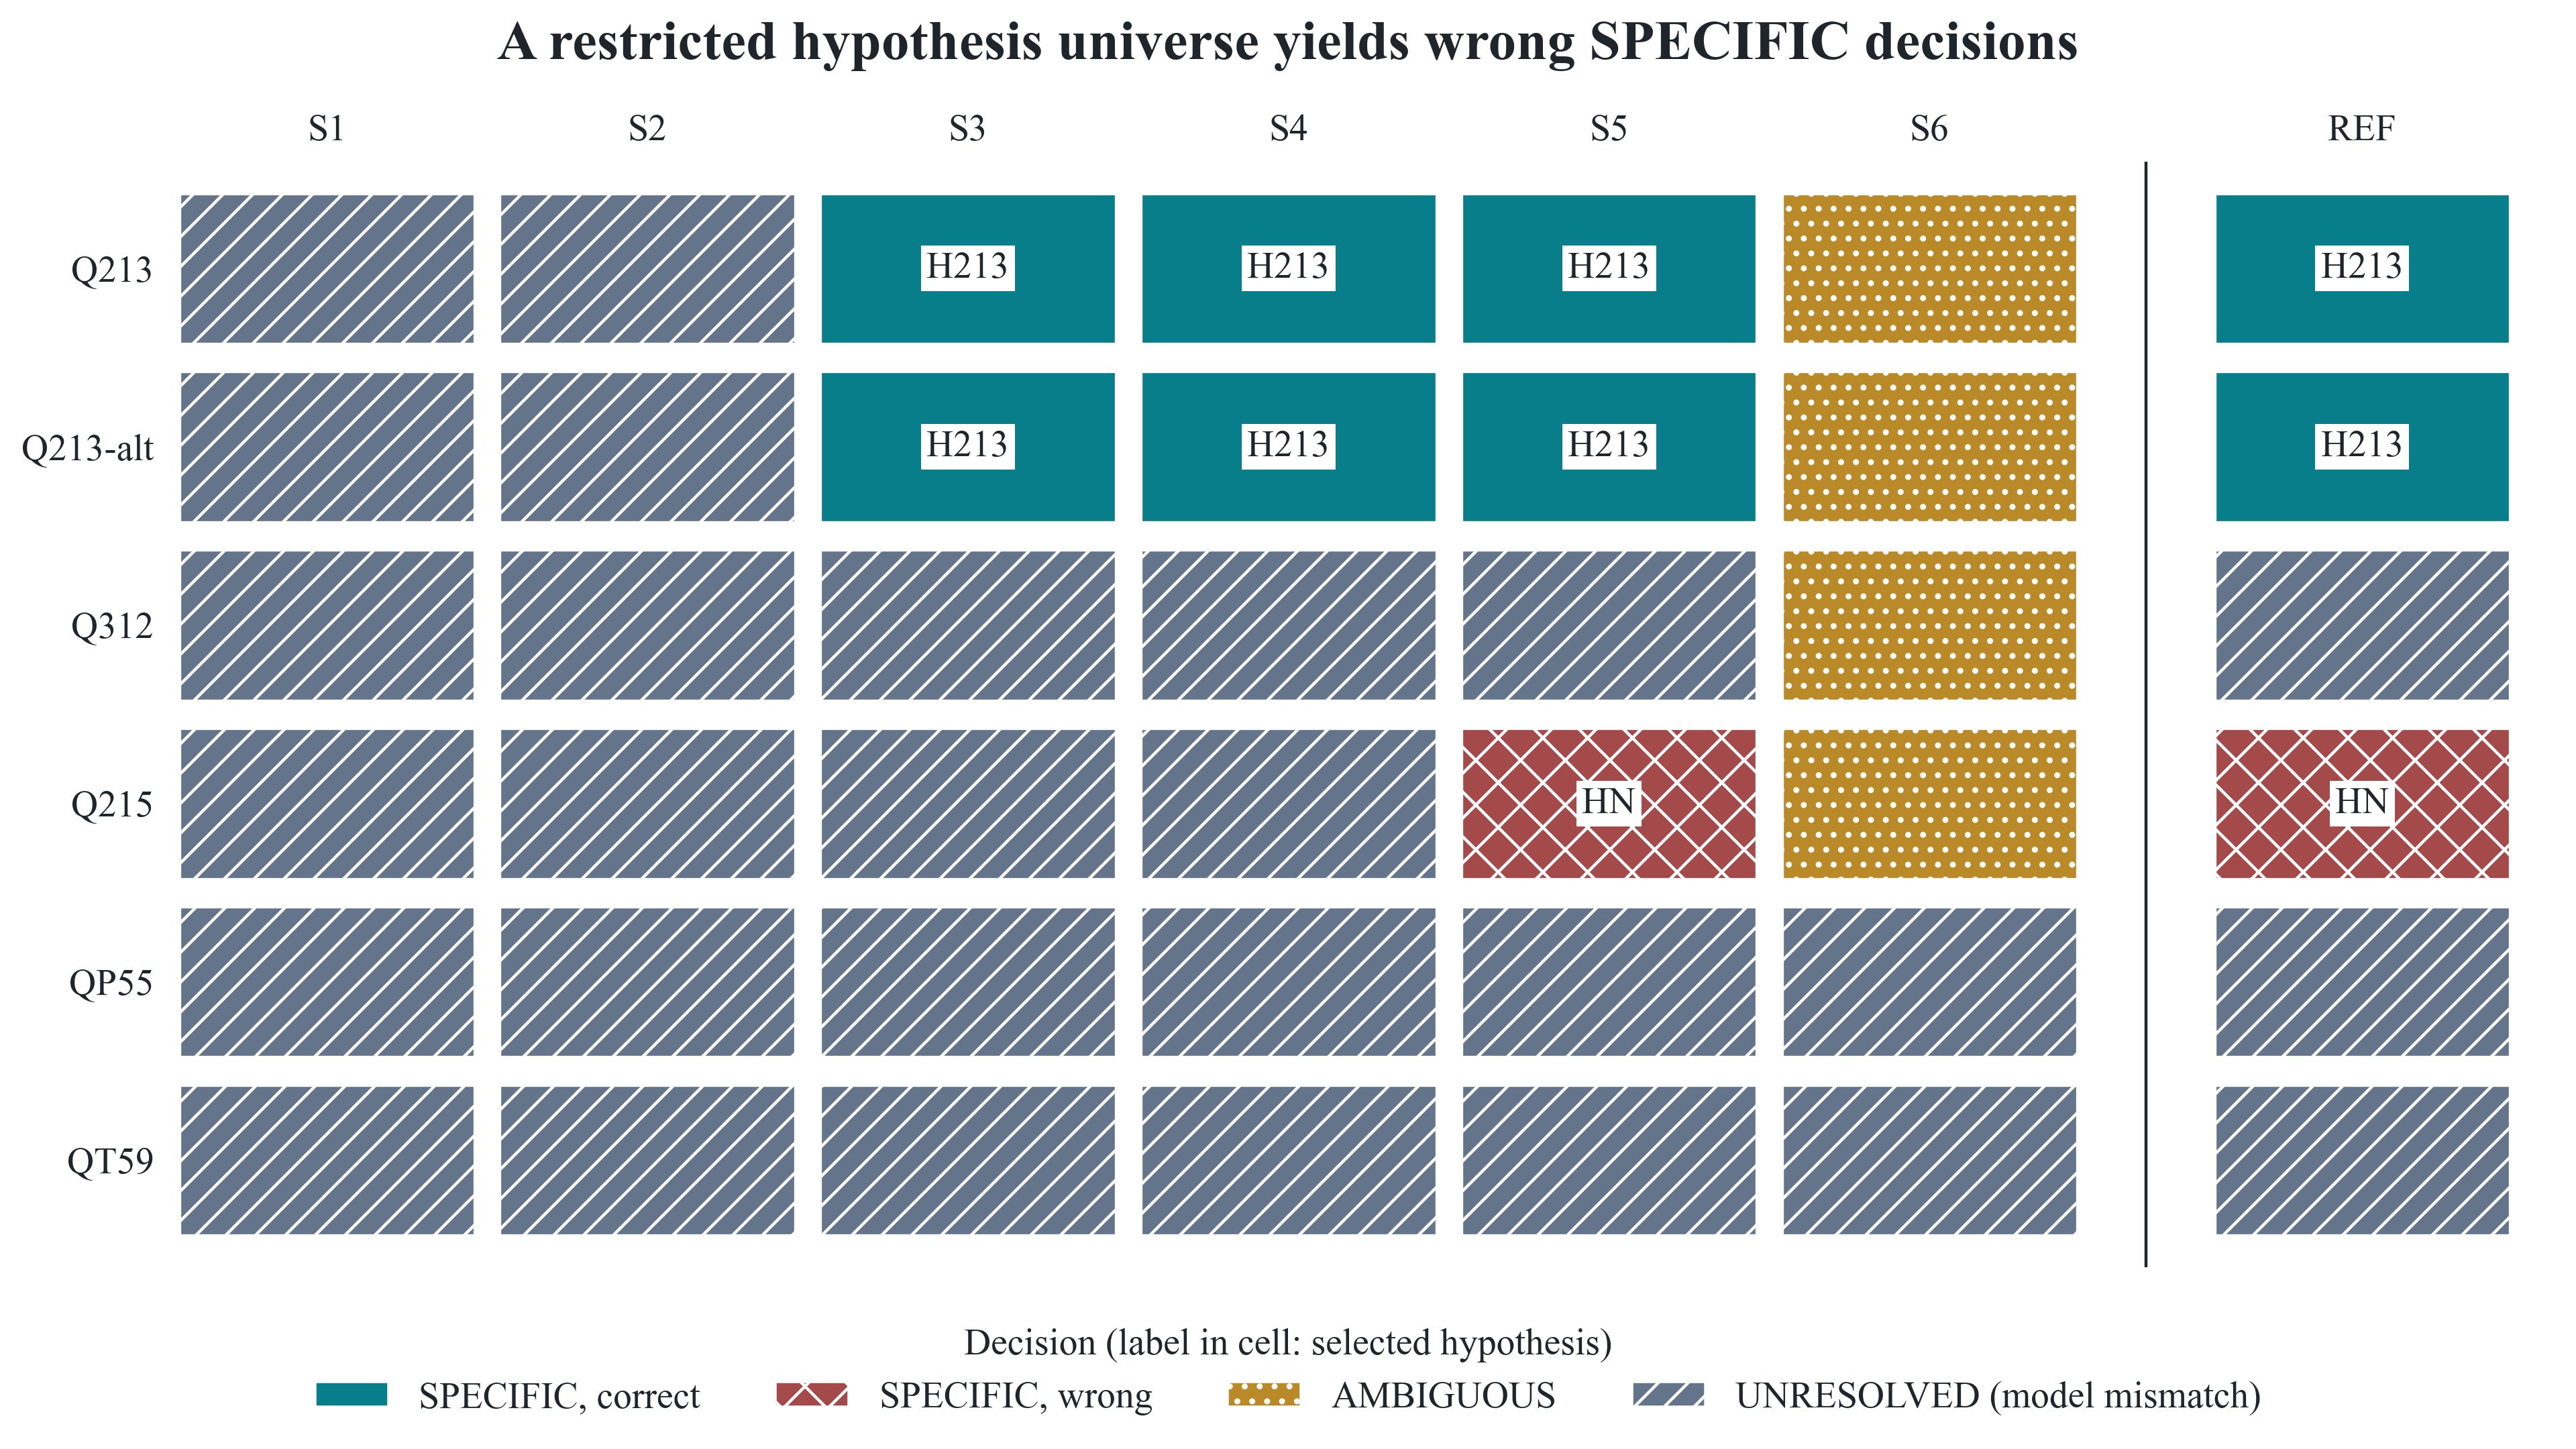 A restricted hypothesis universe yields wrong SPECIFIC decisions
S1 S2 S3 S4 S5 S6 REF
Q213 H213 H213 H213 H213
Q213-alt H213 H213 H213 H213
Q312
Q215 HN HN
QP55
QT59
Decision (label in cell: selected hypothesis)
SPECIFIC, correct SPECIFIC, wrong AMBIGUOUS UNRESOLVED (model mismatch)